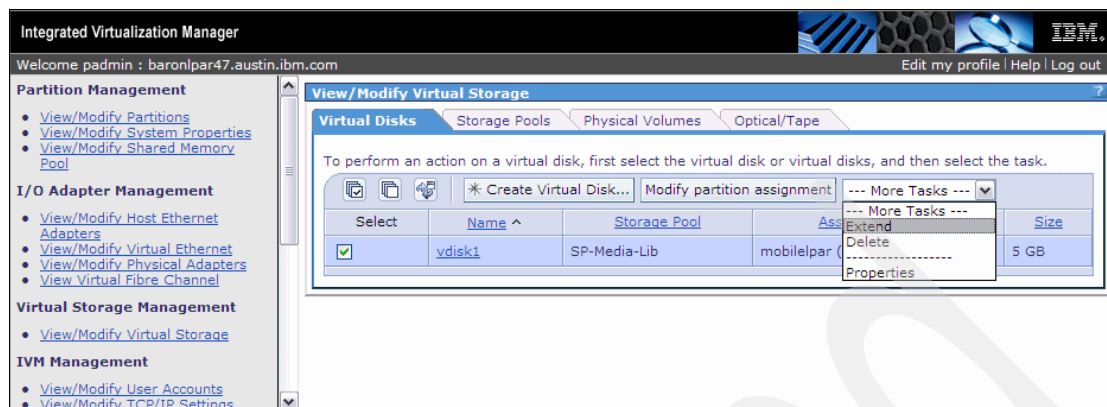 Integrated Virtualization Manager
IBM.
Welcome padmin : baronlpar47.austin.ibm.com
Edit my profile | Help | Log out
Partition Management
View/Modify Partitions
View/Modify System Properties
View/Modify Shared Memory
Pool
I/O Adapter Management
View/Modify Host Ethernet
Adapters
View/Modify Virtual Ethernet
View/Modify Physical Adapters
View Virtual Fibre Channel
Virtual Storage Management
View/Modify Virtual Storage
IVM Management
View/Modify User Accounts
View/Modify TCP/IP Settings
View/Modify Virtual Storage
?
Virtual Disks
Storage Pools
Physical Volumes
Optical/Tape
To perform an action on a virtual disk, first select the virtual disk or virtual disks, and then select the task.
Create Virtual Disk...
Modify partition assignment
--- More Tasks ---
--- More Tasks ---
Extend
Delete
------------------
Properties
Select
Name ^
Storage Pool
Ass
Size
vdisk1
SP-Media-Lib
mobilelpar (
5 GB